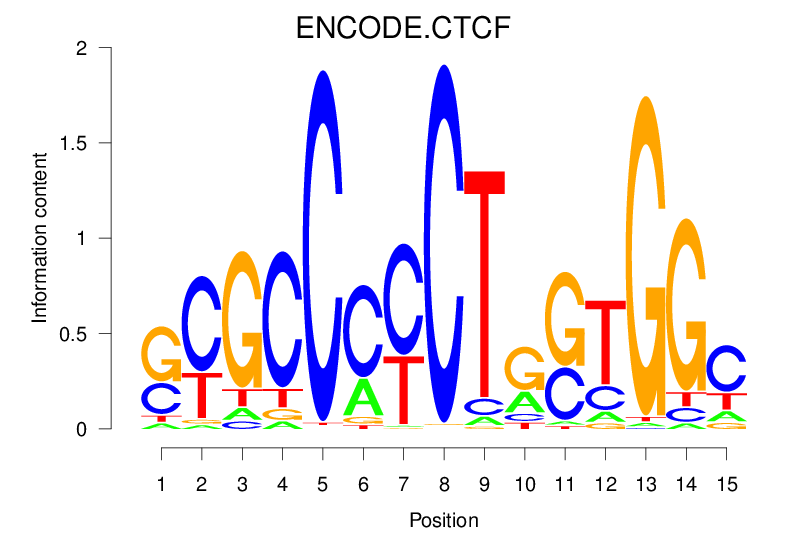 ENCODE.CTCF
Information content
2
1.5
1
0.5
0
G C G C C C C C T G G T G G C
C T T T A T C A C C T C T
T G A G G A C A T A C A
A A C A T G T G A G
1 2 3 4 5 6 7 8 9 10 11 12 13 14 15
Position